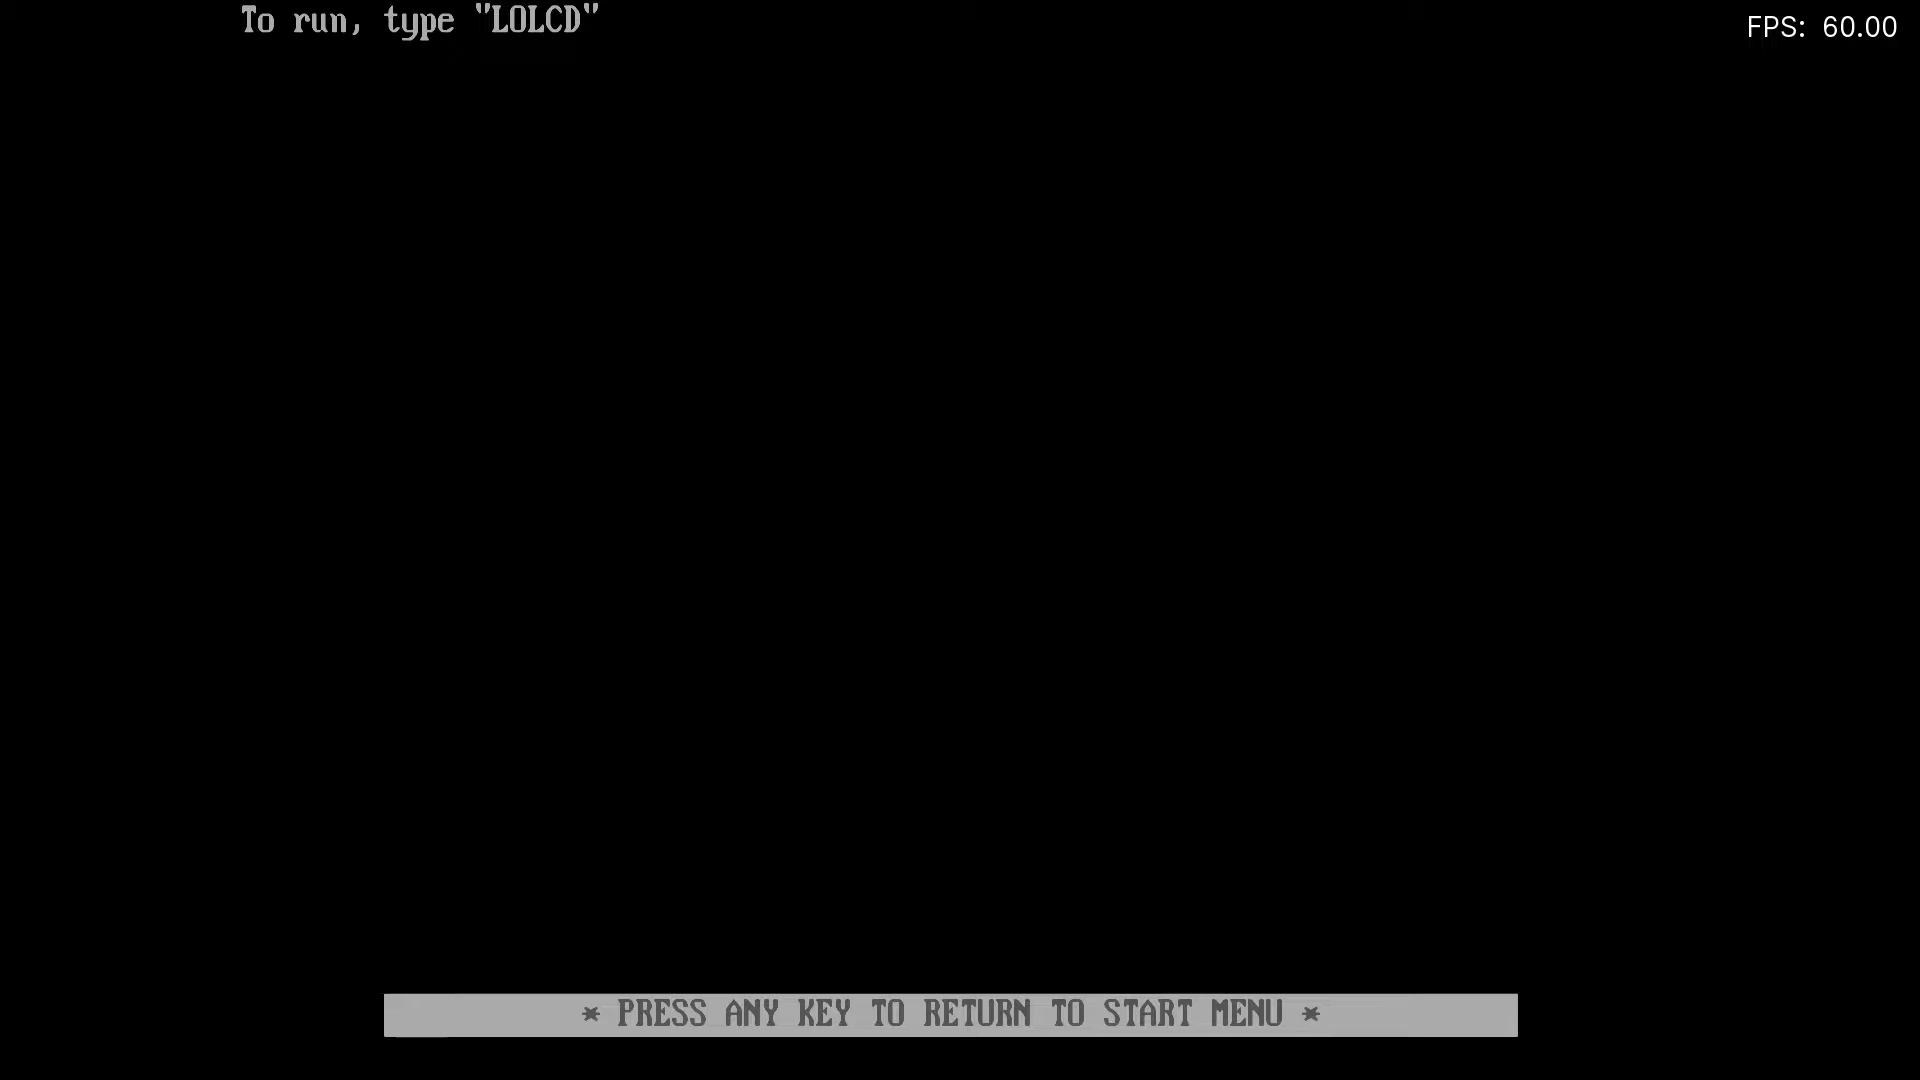 To run, type "LOLCD"
FPS: 60.00
* PRESS ANY KEY TO RETURN TO START MENU *